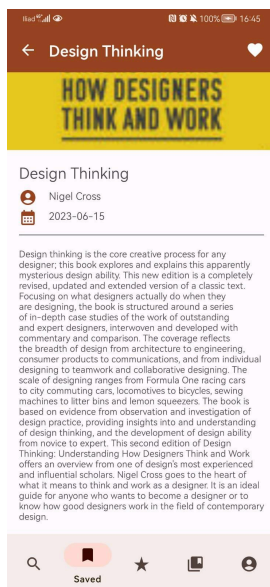 Iliad 4G 100% 16:45
Design Thinking
HOW DESIGNERS
THINK AND WORK
Design Thinking
Nigel Cross
2023-06-15
Design thinking is the core creative process for any
designer; this book explores and explains this apparently
mysterious design ability. This new edition is a completely
revised, updated and extended version of a classic text.
Focusing on what designers actually do when they
are designing, the book is structured around a series
of in-depth case studies of the work of outstanding
and expert designers, interwoven and developed with
commentary and comparison. The coverage reflects
the breadth of design from architecture to engineering,
consumer products to communications, and from individual
designing to teamwork and collaborative designing. The
scale of designing ranges from Formula One racing cars
to city commuting cars, locomotives to bicycles, sewing
machines to litter bins and lemon squeezers. The book is
based on evidence from observation and investigation of
design practice, providing insights into and understanding
of design thinking, and the development of design ability
from novice to expert. This second edition of Design
Thinking: Understanding How Designers Think and Work
offers an overview from one of design's most experienced
and influential scholars. Nigel Cross goes to the heart of
what it means to think and work as a designer. It is an ideal
guide for anyone who wants to become a designer or to
know how good designers work in the field of contemporary
design.
Saved